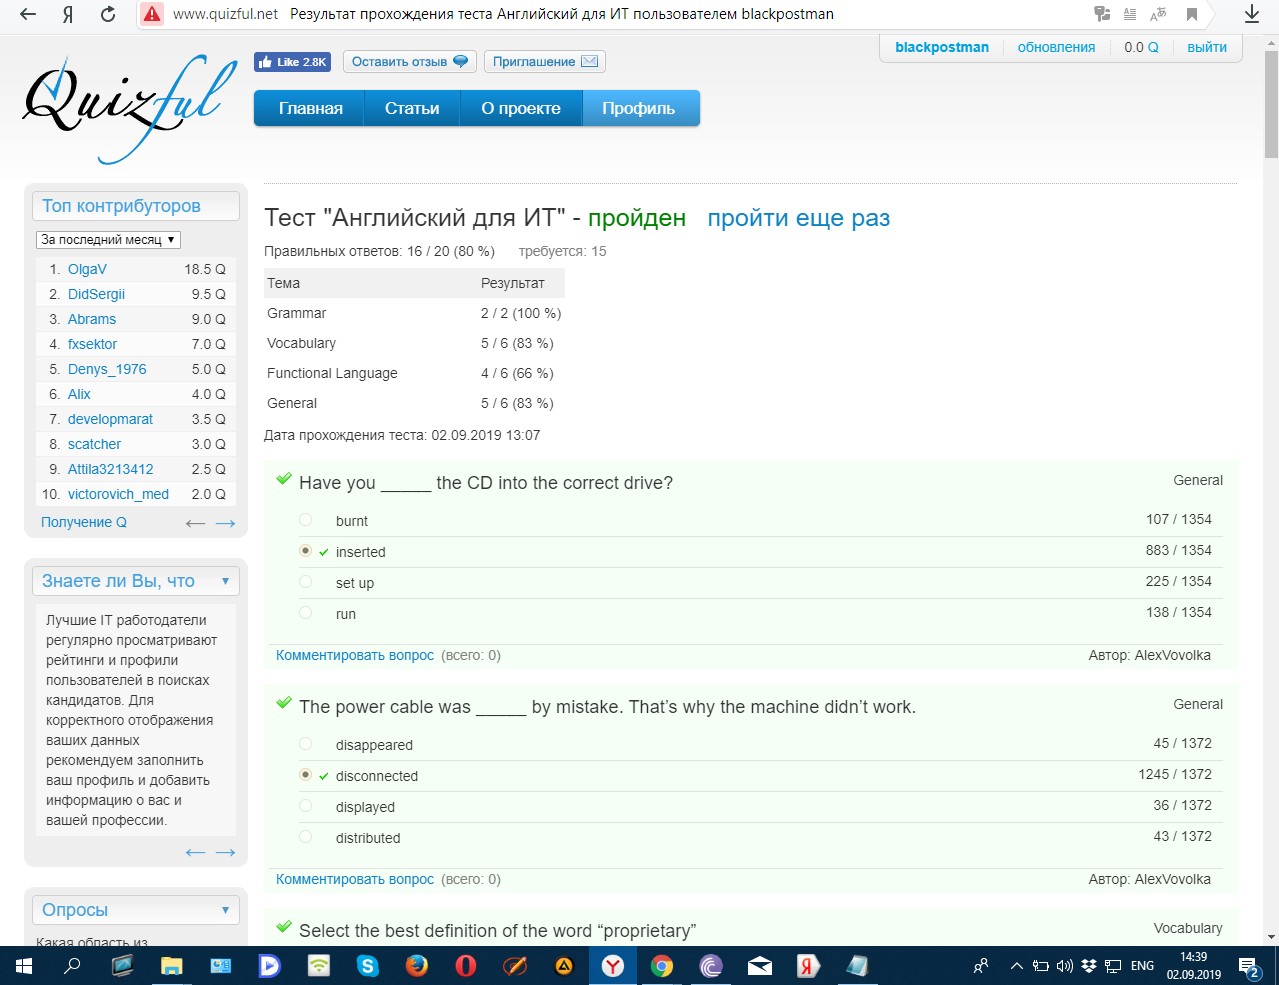 www.quizful.net Результат прохождения теста Английский для ИТ пользователем blackpostman
blackpostman обновления 0.0 Q выйти
Quizful
Like 2.8K Оставить отзыв Приглашение
Главная Статьи О проекте Профиль
Топ контрибуторов
За последний месяц
1. OlgaV 18.5 Q
2. DidSergii 9.5 Q
3. Abrams 9.0 Q
4. fxsektor 7.0 Q
5. Denys_1976 5.0 Q
6. Alix 4.0 Q
7. developmarat 3.5 Q
8. scatcher 3.0 Q
9. Attila3213412 2.5 Q
10. victorovich_med 2.0 Q
Получение Q ← →
Знаете ли Вы, что
Лучшие IT работодатели
регулярно просматривают
рейтинги и профили
пользователей в поисках
кандидатов. Для
корректного отображения
ваших данных
рекомендуем заполнить
ваш профиль и добавить
информацию о вас и
вашей профессии.
← →
Опросы
Какая область из
Тест "Английский для ИТ" - пройден пройти еще раз
Правильных ответов: 16 / 20 (80 %) требуется: 15
Тема Результат
Grammar 2 / 2 (100 %)
Vocabulary 5 / 6 (83 %)
Functional Language 4 / 6 (66 %)
General 5 / 6 (83 %)
Дата прохождения теста: 02.09.2019 13:07
Have you _____ the CD into the correct drive? General
burnt 107 / 1354
inserted 883 / 1354
set up 225 / 1354
run 138 / 1354
Комментировать вопрос (всего: 0) Автор: AlexVovolka
The power cable was _____ by mistake. That’s why the machine didn’t work. General
disappeared 45 / 1372
disconnected 1245 / 1372
displayed 36 / 1372
distributed 43 / 1372
Комментировать вопрос (всего: 0) Автор: AlexVovolka
Select the best definition of the word “proprietary” Vocabulary
ENG 14:39
02.09.2019
2